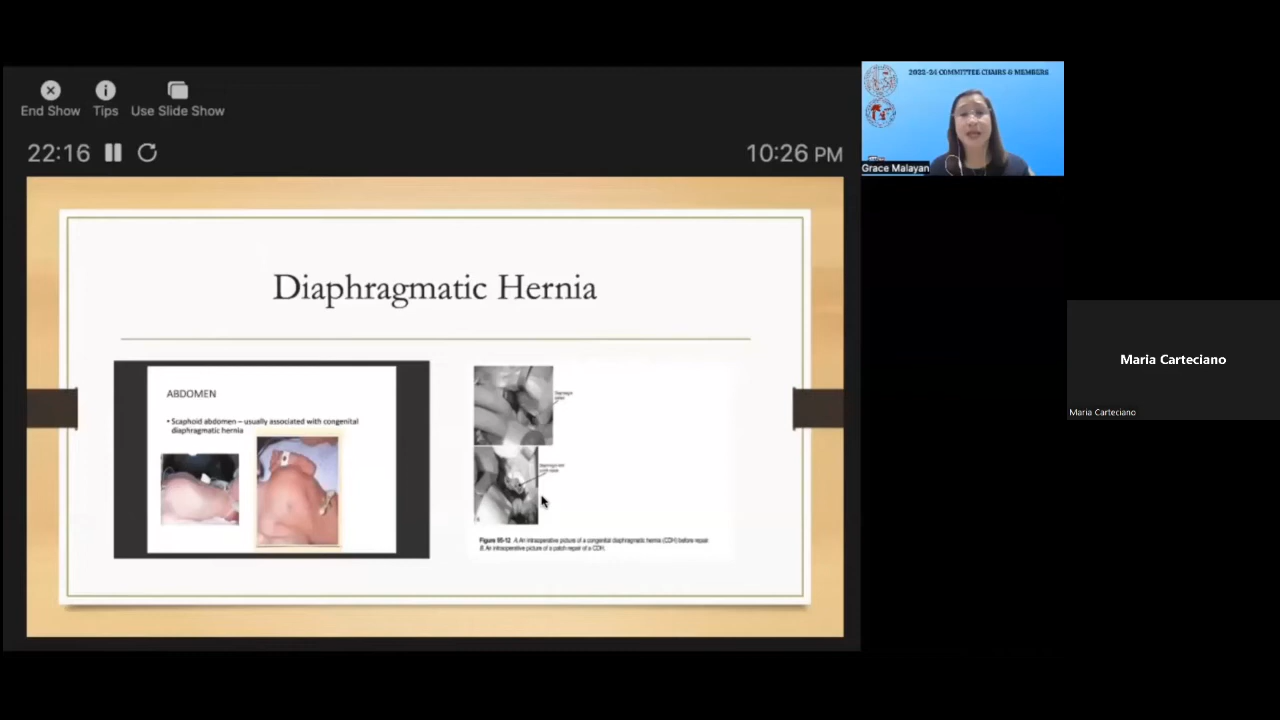 2022-24 COMMITTEE CHAIRS & MEMBERS
End Show
Tips
Use Slide Show
Grace Malayan
22:16
10:26 PM
Diaphragmatic Hernia
ABDOMEN
• Scaphoid abdomen – usually associated with congenital
diaphragmatic hernia
Figure 95-12 A. An intraoperative picture of a congenital diaphragmatic hernia (CDH) before repair
B. An intraoperative picture of a patch repair of a CDH.
Maria Carteciano
Maria Carteciano